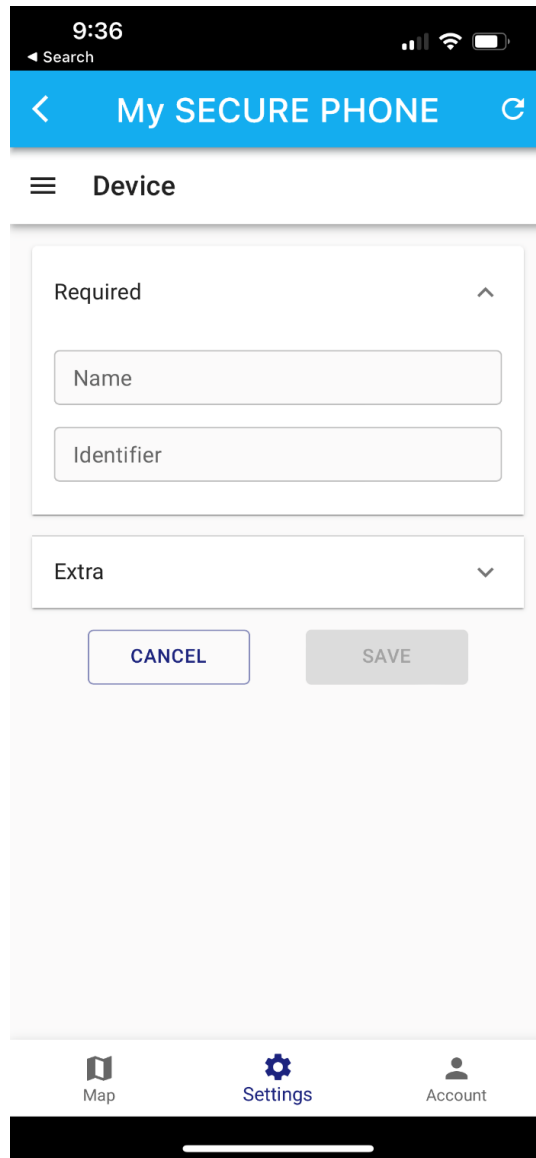 9:36
◄ Search
My SECURE PHONE
Device
Required
Name
Identifier
Extra
CANCEL SAVE
Map Settings Account